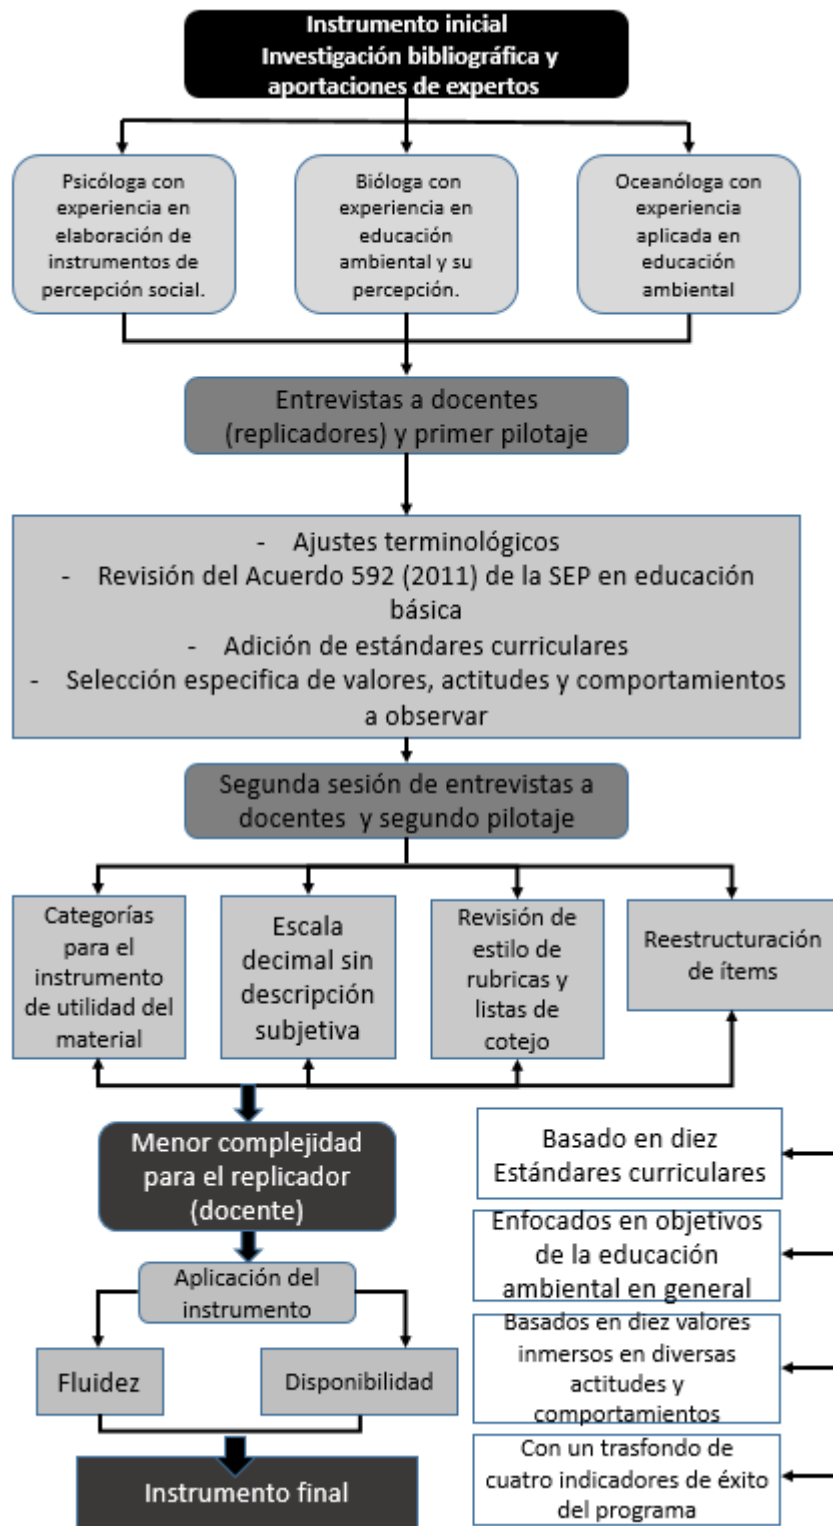 Instrumento inicial
Investigación bibliográfica y
aportaciones de expertos
Psicóloga con
experiencia en
elaboración de
instrumentos de
percepción social.
Bióloga con
experiencia en
educación
ambiental y su
percepción.
Oceanóloga con
experiencia
aplicada en
educación
ambiental
Entrevistas a docentes
(replicadores) y primer pilotaje
- Ajustes terminológicos
- Revisión del Acuerdo 592 (2011) de la SEP en educación
básica
- Adición de estándares curriculares
- Selección especifica de valores, actitudes y comportamientos
a observar
Segunda sesión de entrevistas a
docentes y segundo pilotaje
Categorías
para el
instrumento
de utilidad del
material
Escala
decimal sin
descripción
subjetiva
Revisión de
estilo de
rubricas y
listas de
cotejo
Reestructuración
de ítems
Menor complejidad
para el replicador
(docente)
Aplicación del
instrumento
Fluidez
Disponibilidad
Instrumento final
Basado en diez
Estándares curriculares
Enfocados en objetivos
de la educación
ambiental en general
Basados en diez valores
inmersos en diversas
actitudes y
comportamientos
Con un trasfondo de
cuatro indicadores de éxito
del programa